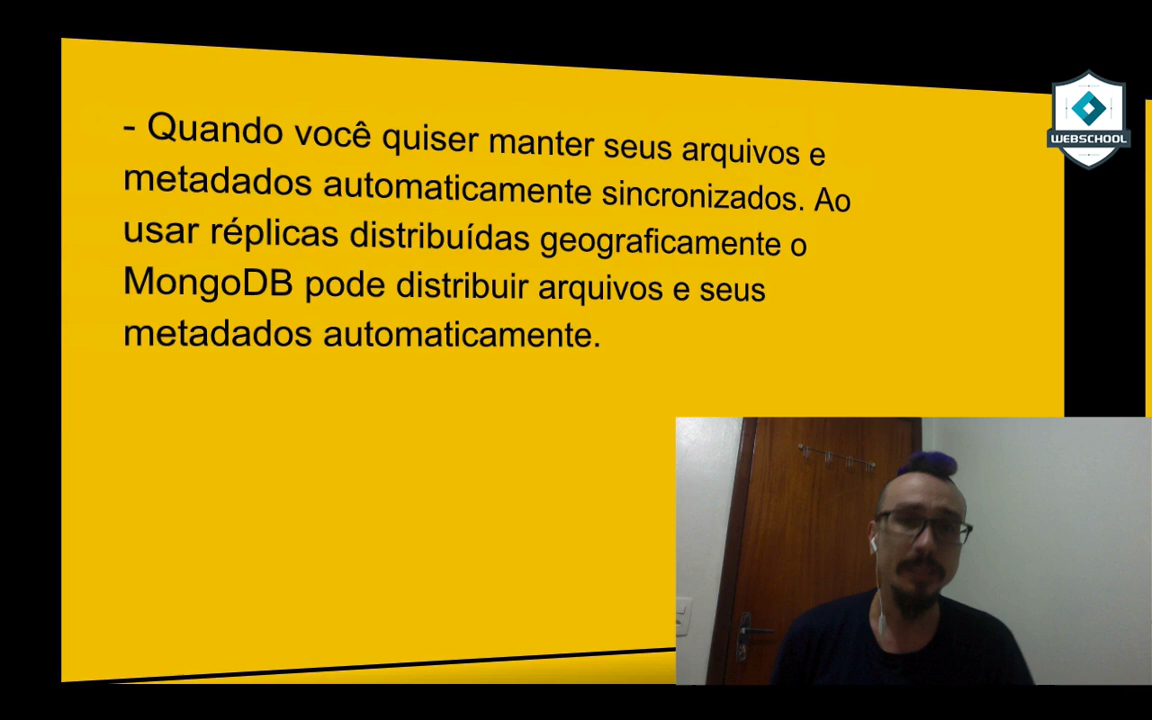 - Quando você quiser manter seus arquivos e
metadados automaticamente sincronizados. Ao
usar réplicas distribuídas geograficamente o
MongoDB pode distribuir arquivos e seus
metadados automaticamente.
WEBSCHOOL